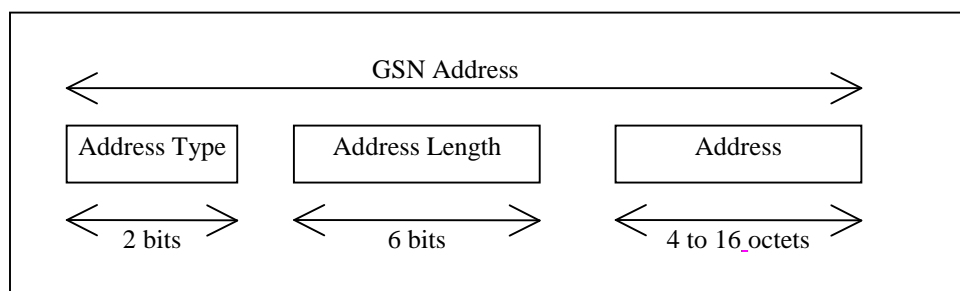 GSN Address
Address Type Address Length Address
2 bits 6 bits 4 to 16 octets